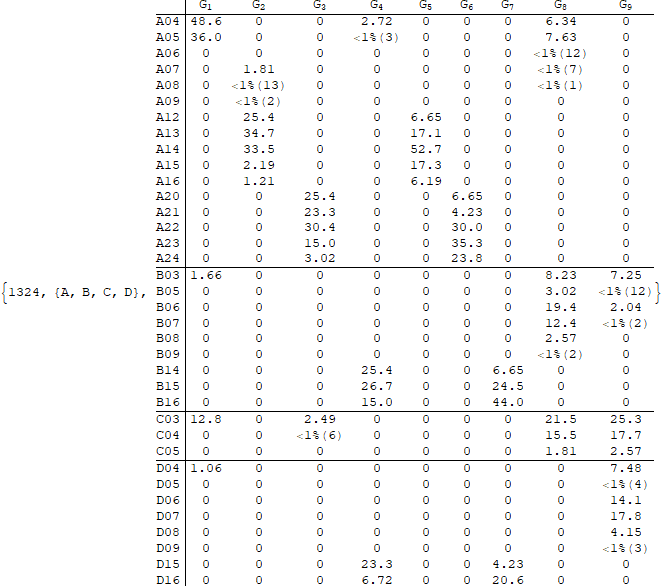 G1 G2 G3 G4 G5 G6 G7 G8 G9
A04 48.6 0 0 2.72 0 0 0 6.34 0
A05 36.0 0 0 <1%(3) 0 0 0 7.63 0
A06 0 0 0 0 0 0 0 <1%(12) 0
A07 0 1.81 0 0 0 0 0 <1%(7) 0
A08 0 <1%(13) 0 0 0 0 0 <1%(1) 0
A09 0 <1%(2) 0 0 0 0 0 0 0
A12 0 25.4 0 0 6.65 0 0 0 0
A13 0 34.7 0 0 17.1 0 0 0 0
A14 0 33.5 0 0 52.7 0 0 0 0
A15 0 2.19 0 0 17.3 0 0 0 0
A16 0 1.21 0 0 6.19 0 0 0 0
A20 0 0 25.4 0 0 6.65 0 0 0
A21 0 0 23.3 0 0 4.23 0 0 0
A22 0 0 30.4 0 0 30.0 0 0 0
A23 0 0 15.0 0 0 35.3 0 0 0
A24 0 0 3.02 0 0 23.8 0 0 0
B03 1.66 0 0 0 0 0 0 8.23 7.25
{1324, {A, B, C, D}, B05 0 0 0 0 0 0 0 3.02 <1%(12)}
B06 0 0 0 0 0 0 0 19.4 2.04
B07 0 0 0 0 0 0 0 12.4 <1%(2)
B08 0 0 0 0 0 0 0 2.57 0
B09 0 0 0 0 0 0 0 <1%(2) 0
B14 0 0 0 25.4 0 0 6.65 0 0
B15 0 0 0 26.7 0 0 24.5 0 0
B16 0 0 0 15.0 0 0 44.0 0 0
C03 12.8 0 2.49 0 0 0 0 21.5 25.3
C04 0 0 <1%(6) 0 0 0 0 15.5 17.7
C05 0 0 0 0 0 0 0 1.81 2.57
D04 1.06 0 0 0 0 0 0 0 7.48
D05 0 0 0 0 0 0 0 0 <1%(4)
D06 0 0 0 0 0 0 0 0 14.1
D07 0 0 0 0 0 0 0 0 17.8
D08 0 0 0 0 0 0 0 0 4.15
D09 0 0 0 0 0 0 0 0 <1%(3)
D15 0 0 0 23.3 0 0 4.23 0 0
D16 0 0 0 6.72 0 0 20.6 0 0